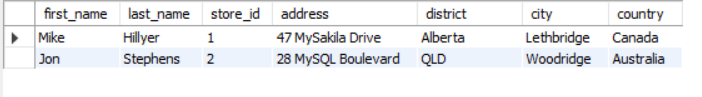 first_name last_name store_id address district city country
Mike Hillyer 1 47 MySakila Drive Alberta Lethbridge Canada
Jon Stephens 2 28 MySQL Boulevard QLD Woodridge Australia